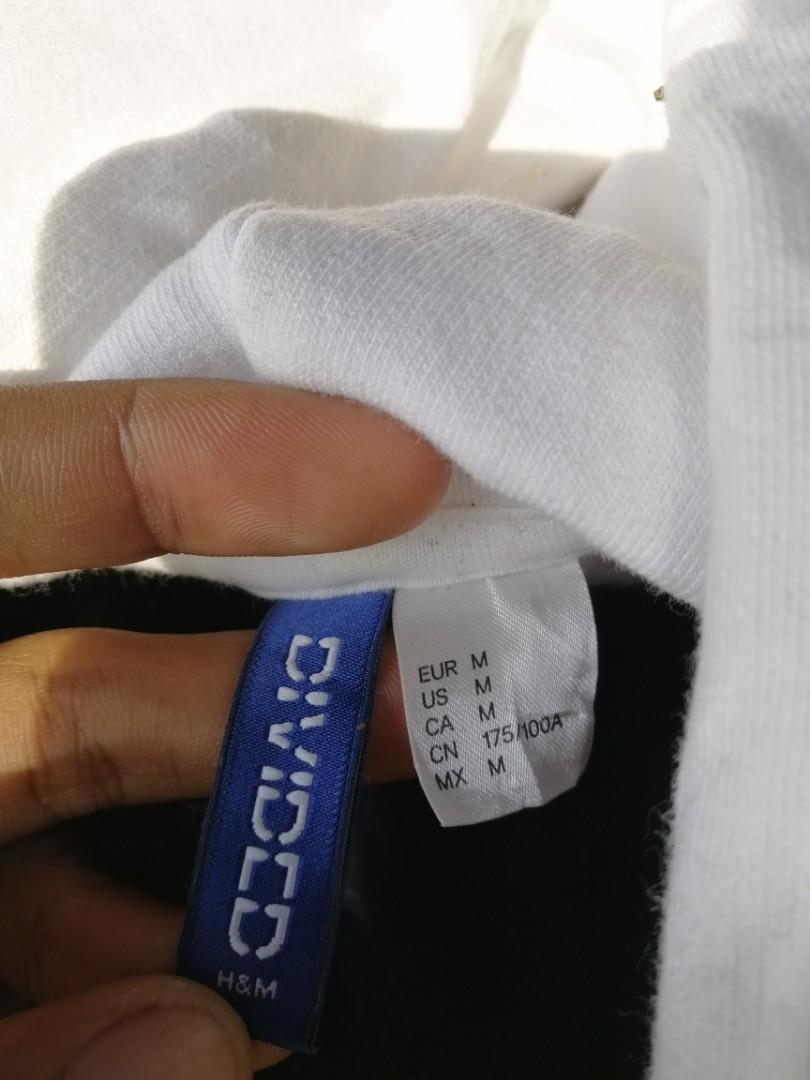 DIVIDED
H&M
EUR M
US M
CA M
CN 175/100A
MX M